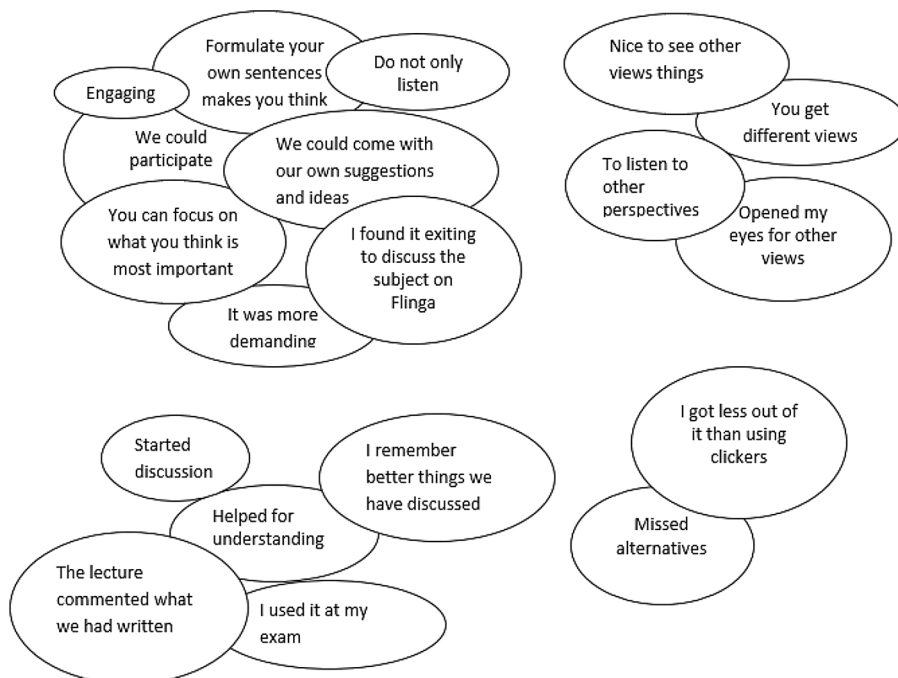 Formulate your
own sentences
makes you think
Do not only
listen
Engaging
We could
participate
We could come with
our own suggestions
and ideas
You can focus on
what you think is
most important
I found it exiting
to discuss the
subject on
Flinga
It was more
demanding
Nice to see other
views things
You get
different views
To listen to
other
perspectives
Opened my
eyes for other
views
Started
discussion
I remember
better things we
have discussed
Helped for
understanding
The lecture
commented what
we had written
I used it at my
exam
I got less out of
it than using
clickers
Missed
alternatives